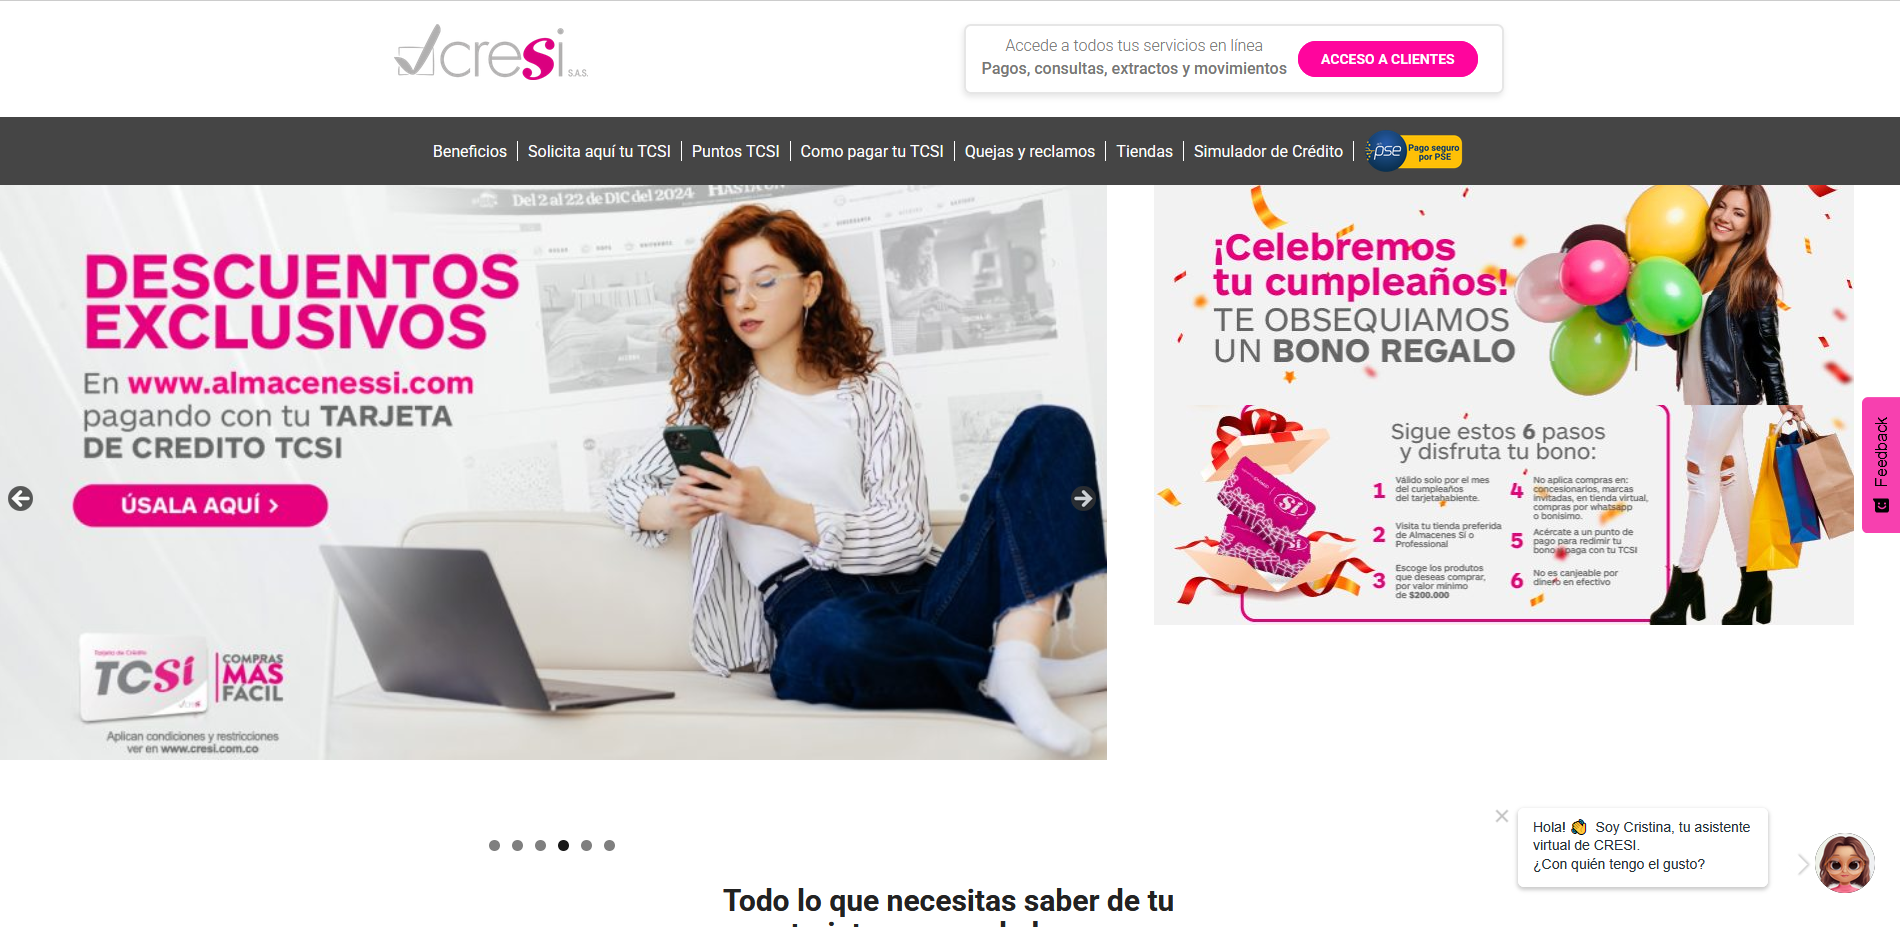 cresi S.A.S.
Accede a todos tus servicios en línea
Pagos, consultas, extractos y movimientos
ACCESO A CLIENTES
Beneficios
Solicita aquí tu TCSI
Puntos TCSI
Como pagar tu TCSI
Quejas y reclamos
Tiendas
Simulador de Crédito
pse
Pago seguro
por PSE
Del 2 al 22 de DIC del 2024
DESCUENTOS
EXCLUSIVOS
En www.almacenessi.com
pagando con tu TARJETA
DE CREDITO TCSI
ÚSALA AQUÍ >
Tarjeta de Crédito
TCSí
COMPRAS
MAS
FACIL
Aplican condiciones y restricciones
ver en www.cresi.com.co
¡Celebremos
tu cumpleaños!
TE OBSEQUIAMOS
UN BONO REGALO
Sigue estos 6 pasos
y disfruta tu bono:
1 Válido solo por el mes
del cumpleaños
del tarjetahabiente.
2 Visita tu tienda preferida
de Almacenes Sí o
Professional
3 Escoge los produtos
que deseas comprar,
por valor mínimo
de $200.000
4 No aplica compras en:
concesionarios, marcas
invitadas, en tienda virtual,
compras por whatsapp
o bonisimo.
5 Acércate a un punto de
pago para redimir tu
bono paga con tu TCSI
6 No es canjeable por
dinero en efectivo
Sí
Feedback
Hola! 👏 Soy Cristina, tu asistente
virtual de CRESI.
¿Con quién tengo el gusto?
Todo lo que necesitas saber de tu